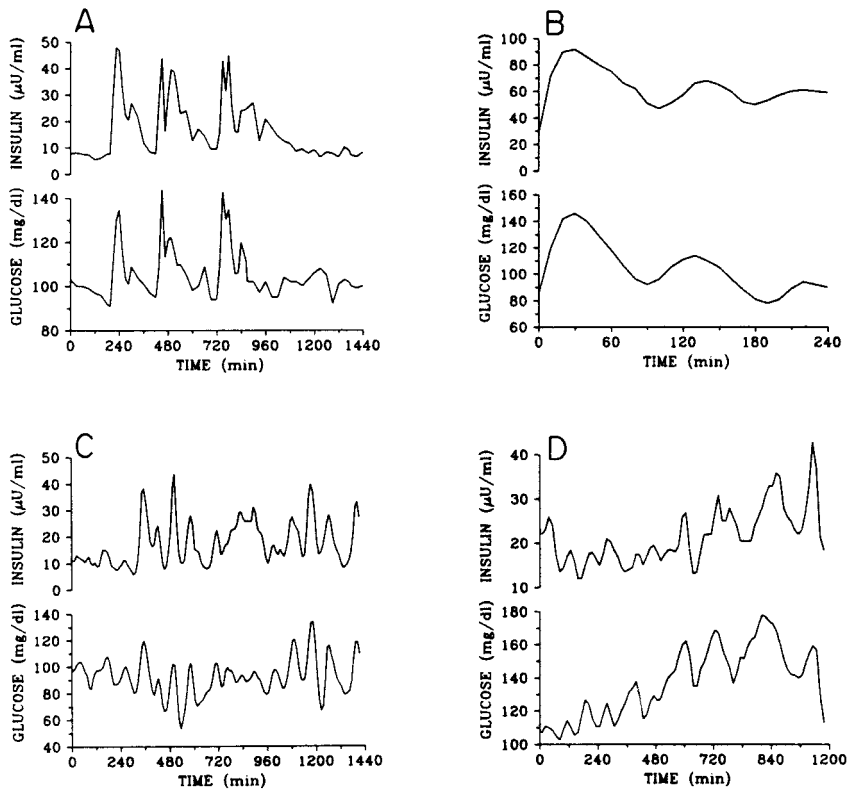 A
INSULIN (μU/ml)
50
40
30
20
10
0
GLUCOSE (mg/dl)
140
120
100
80
0 240 480 720 960 1200 1440
TIME (min)
B
INSULIN (μU/ml)
100
80
60
40
20
0
GLUCOSE (mg/dl)
160
140
120
100
80
60
0 60 120 180 240
TIME (min)
C
INSULIN (μU/ml)
50
40
30
20
10
0
GLUCOSE (mg/dl)
140
120
100
80
60
40
0 240 480 720 960 1200 1440
TIME (min)
D
INSULIN (μU/ml)
40
30
20
10
GLUCOSE (mg/dl)
180
160
140
120
100
0 240 480 720 840 1200
TIME (min)